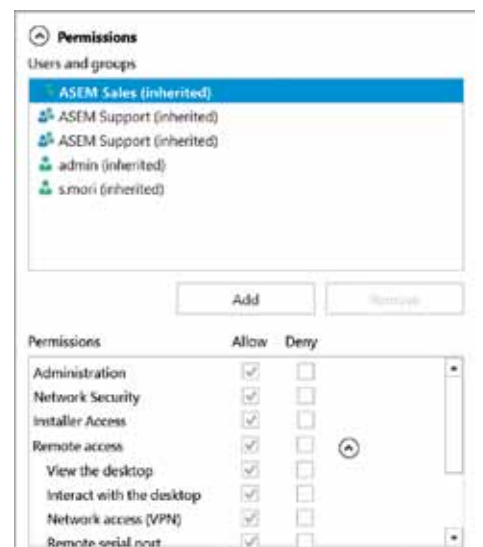 Permissions
Users and groups
ASEM Sales (inherited)
ASEM Support (inherited)
ASEM Support (inherited)
admin (inherited)
s.mori (inherited)
Add Remove
Permissions Allow Deny
Administration
Network Security
Installer Access
Remote access
View the desktop
Interact with the desktop
Network access (VPN)
Remote serial port